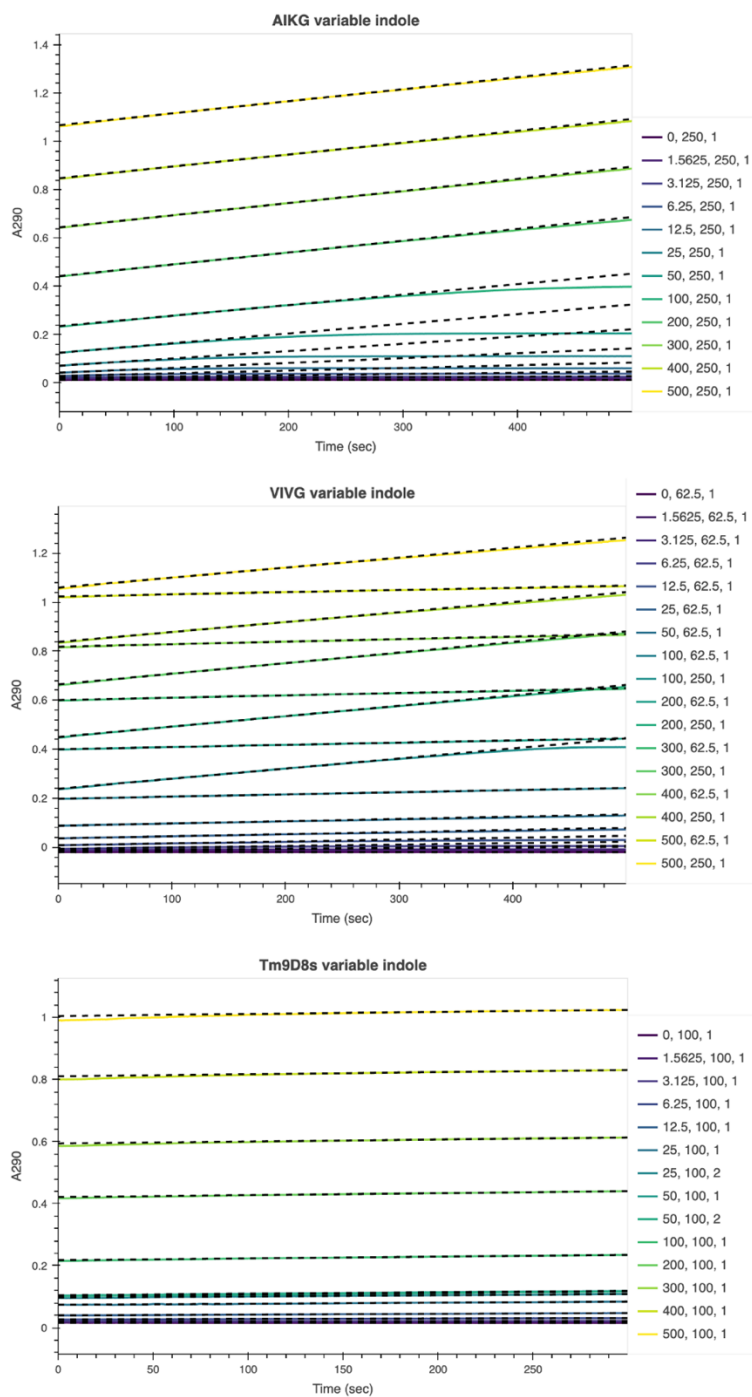 AIKG variable indole
1.4
1.2
1
0.8
0.6
0.4
0.2
0
A290
0
100
200
300
400
Time (sec)
0, 250, 1
1.5625, 250, 1
3.125, 250, 1
6.25, 250, 1
12.5, 250, 1
25, 250, 1
50, 250, 1
100, 250, 1
200, 250, 1
300, 250, 1
400, 250, 1
500, 250, 1
VIVG variable indole
1.2
1
0.8
0.6
0.4
0.2
0
A290
0
100
200
300
400
Time (sec)
0, 62.5, 1
1.5625, 62.5, 1
3.125, 62.5, 1
6.25, 62.5, 1
12.5, 62.5, 1
25, 62.5, 1
50, 62.5, 1
100, 62.5, 1
100, 250, 1
200, 62.5, 1
200, 250, 1
300, 62.5, 1
300, 250, 1
400, 62.5, 1
400, 250, 1
500, 62.5, 1
500, 250, 1
Tm9D8s variable indole
1
0.8
0.6
0.4
0.2
0
A290
0
50
100
150
200
250
Time (sec)
0, 100, 1
1.5625, 100, 1
3.125, 100, 1
6.25, 100, 1
12.5, 100, 1
25, 100, 1
25, 100, 2
50, 100, 1
50, 100, 2
100, 100, 1
200, 100, 1
300, 100, 1
400, 100, 1
500, 100, 1